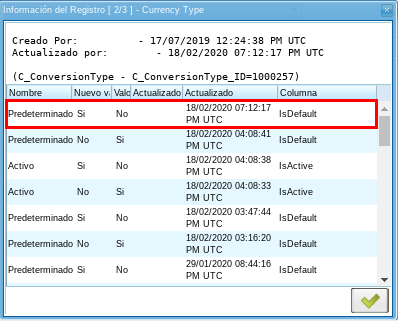 Información del Registro [ 2/3 ] - Currency Type
Creado Por: - 17/07/2019 12:24:38 PM UTC
Actualizado por: - 18/02/2020 07:12:17 PM UTC
(C_ConversionType - C_ConversionType_ID=1000257)
Nombre Nuevo va Valo Actualizado Actualizado Columna
Predeterminado Si No 18/02/2020 07:12:17 PM UTC IsDefault
Predeterminado No Si 18/02/2020 04:08:41 PM UTC IsDefault
Activo Si No 18/02/2020 04:08:38 PM UTC IsActive
Activo No Si 18/02/2020 04:08:33 PM UTC IsActive
Predeterminado Si No 18/02/2020 03:47:44 PM UTC IsDefault
Predeterminado No Si 18/02/2020 03:16:20 PM UTC IsDefault
Predeterminado Si No 29/01/2020 08:44:16 PM UTC IsDefault